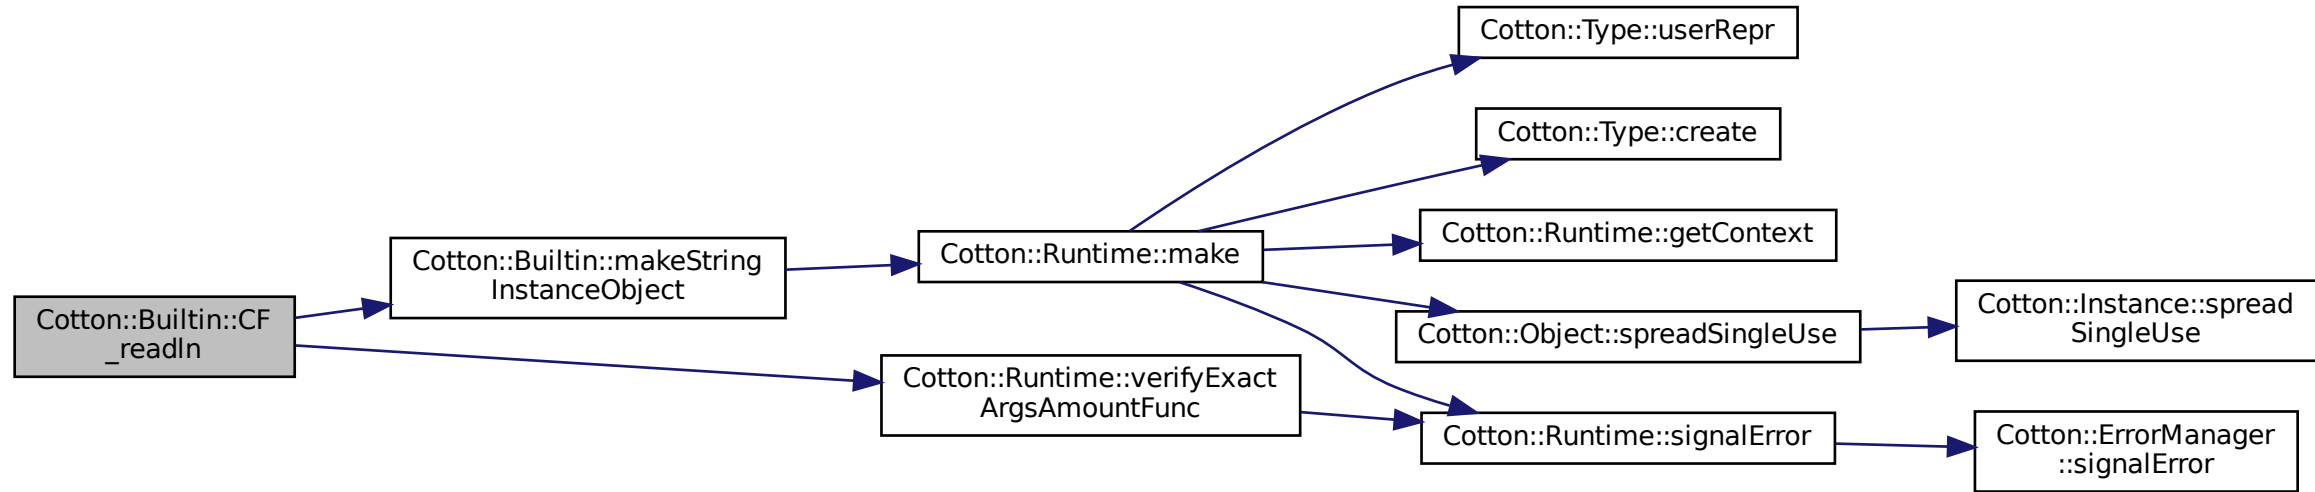 Cotton::Builtin::CF
_readln
Cotton::Builtin::makeString
InstanceObject
Cotton::Runtime::make
Cotton::Type::userRepr
Cotton::Type::create
Cotton::Runtime::getContext
Cotton::Object::spreadSingleUse
Cotton::Instance::spread
SingleUse
Cotton::Runtime::verifyExact
ArgsAmountFunc
Cotton::Runtime::signalError
Cotton::ErrorManager
::signalError